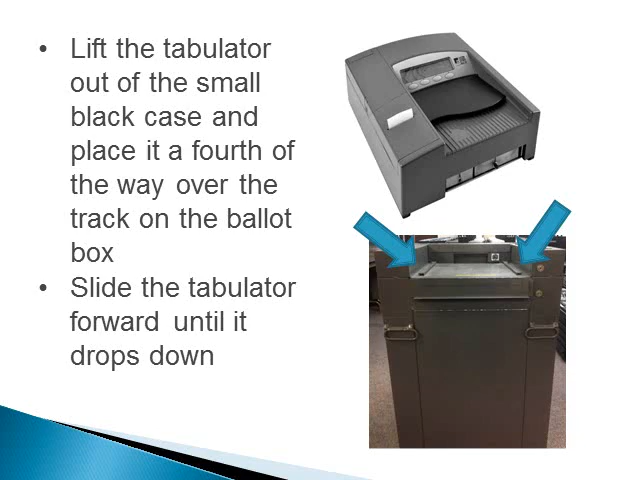 • Lift the tabulator
out of the small
black case and
place it a fourth of
the way over the
track on the ballot
box
• Slide the tabulator
forward until it
drops down